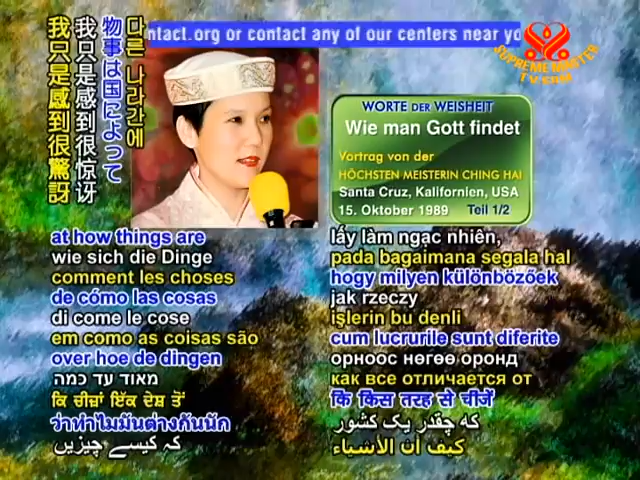 ntact.org or contact any of our centers near yo
SUPREME MASTER
TV
다른 나라간에
物事は国によって
我只是感到很惊讶
我只是感到很驚訝
WORTE DER WEISHEIT
Wie man Gott findet
Vortrag von der
HÖCHSTEN MEISTERIN CHING HAI
Santa Cruz, Kalifornien, USA
15. Oktober 1989 Teil 1/2
at how things are
wie sich die Dinge
comment les choses
de cómo las cosas
di come le cose
em como as coisas são
over hoe de dingen
מאוד עד כמה
ਕਿ ਚੀਜ਼ਾਂ ਇੱਕ ਦੇਸ਼ ਤੋਂ
ว่าทำไมมันต่างกันนัก
کہ کیسے چیزیں
lấy làm ngạc nhiên,
pada bagaimana segala hal
hogy milyen különbözőek
jak rzeczy
işlerin bu denli
cum lucrurile sunt diferite
орноос нөгөө оронд
как все отличается от
कि किस तरह से चीजें
که چقدر یک کشور
كيف أن الأشياء